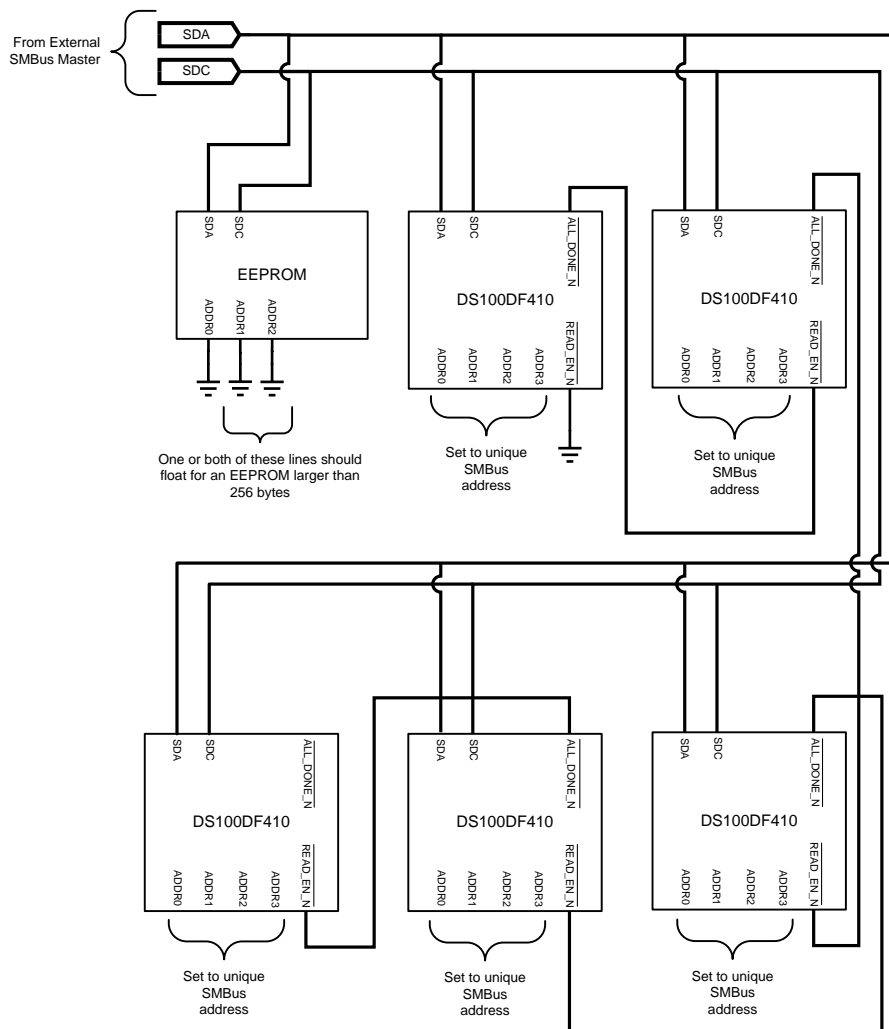 From External
SMBus Master
SDA
SDC
SDA
SDC
EEPROM
ADDR0
ADDR1
ADDR2
One or both of these lines should
float for an EEPROM larger than
256 bytes
SDA
SDC
ALL_DONE_N
DS100DF410
ADDR0
ADDR1
ADDR2
ADDR3
READ_EN_N
Set to unique
SMBus
address
SDA
SDC
ALL_DONE_N
DS100DF410
ADDR0
ADDR1
ADDR2
ADDR3
READ_EN_N
Set to unique
SMBus
address
SDA
SDC
ALL_DONE_N
DS100DF410
ADDR0
ADDR1
ADDR2
ADDR3
READ_EN_N
Set to unique
SMBus
address
SDA
SDC
ALL_DONE_N
DS100DF410
ADDR0
ADDR1
ADDR2
ADDR3
READ_EN_N
Set to unique
SMBus
address
SDA
SDC
ALL_DONE_N
DS100DF410
ADDR0
ADDR1
ADDR2
ADDR3
READ_EN_N
Set to unique
SMBus
address